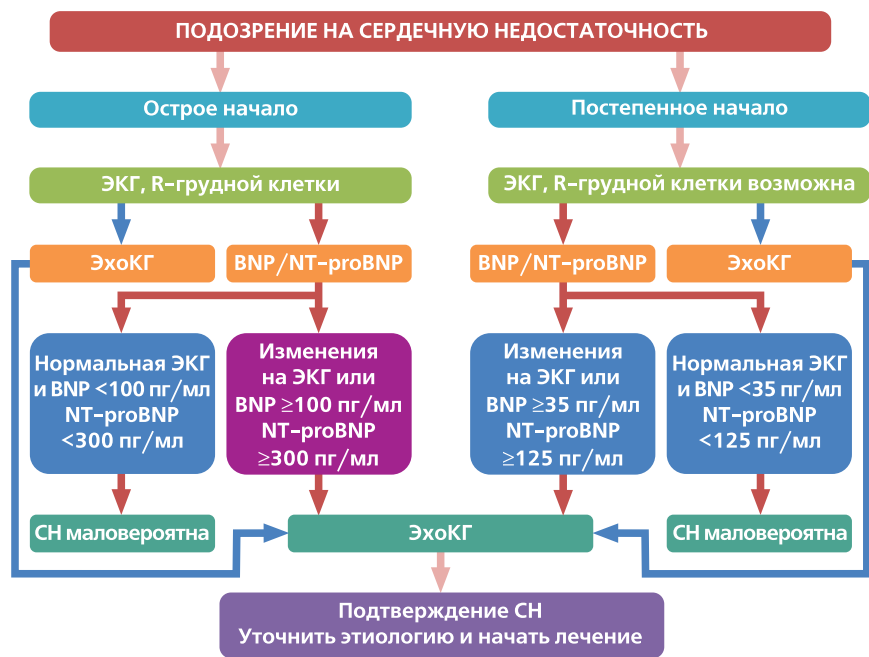 ПОДОЗРЕНИЕ НА СЕРДЕЧНУЮ НЕДОСТАТОЧНОСТЬ
Острое начало
Постепенное начало
ЭКГ, R-грудной клетки
ЭКГ, R-грудной клетки возможна
ЭхоКГ
BNP/NT-proBNP
BNP/NT-proBNP
ЭхоКГ
Нормальная ЭКГ
и BNP <100 пг/мл
NT-proBNP
<300 пг/мл
Изменения
на ЭКГ или
BNP ≥100 пг/мл
NT-proBNP
≥300 пг/мл
Изменения
на ЭКГ или
BNP ≥35 пг/мл
NT-proBNP
≥125 пг/мл
Нормальная ЭКГ
и BNP <35 пг/мл
NT-proBNP
<125 пг/мл
СН маловероятна
ЭхоКГ
СН маловероятна
Подтверждение СН
Уточнить этиологию и начать лечение